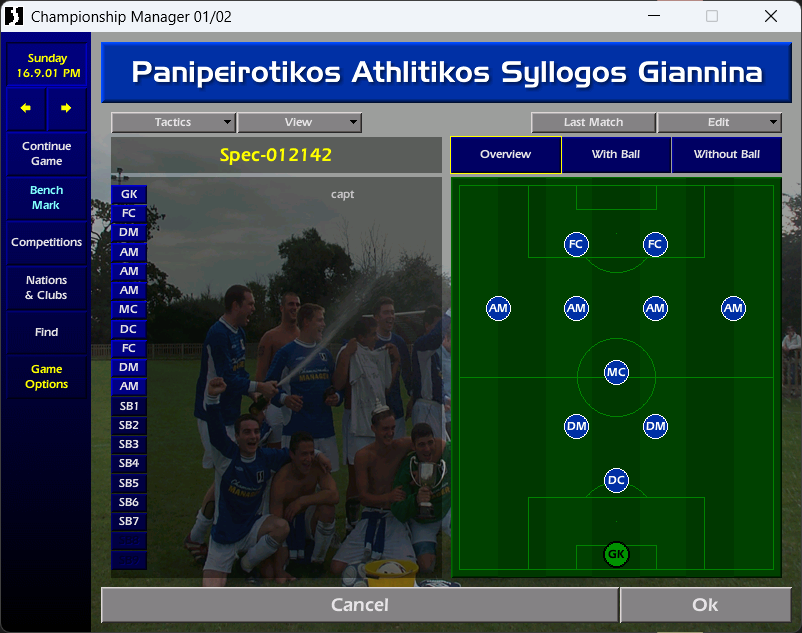 Championship Manager 01/02
Sunday
16.9.01 PM
Continue
Game
Bench
Mark
Competitions
Nations
& Clubs
Find
Game
Options
Panipeirotikos Athlitikos Syllogos Giannina
Tactics
View
Last Match
Edit
Spec-012142
Overview
With Ball
Without Ball
GK
capt
FC
DM
AM
AM
AM
MC
DC
FC
DM
AM
SB1
SB2
SB3
SB4
SB5
SB6
SB7
FC FC
AM AM AM AM
MC
DM DM
DC
GK
Cancel
Ok